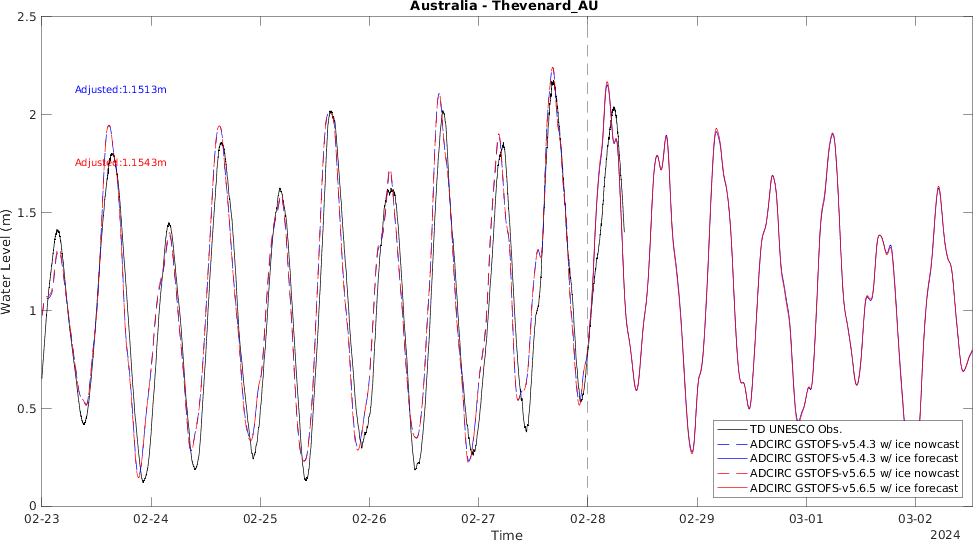 Australia - Thevenard_AU
2.5
2
1.5
1
0.5
0
Water Level (m)
Adjusted:1.1513m
Adjusted:1.1543m
TD UNESCO Obs.
ADCIRC GSTOFS-v5.4.3 w/ ice nowcast
ADCIRC GSTOFS-v5.4.3 w/ ice forecast
ADCIRC GSTOFS-v5.6.5 w/ ice nowcast
ADCIRC GSTOFS-v5.6.5 w/ ice forecast
02-23 02-24 02-25 02-26 02-27 02-28 02-29 03-01 03-02
Time
2024